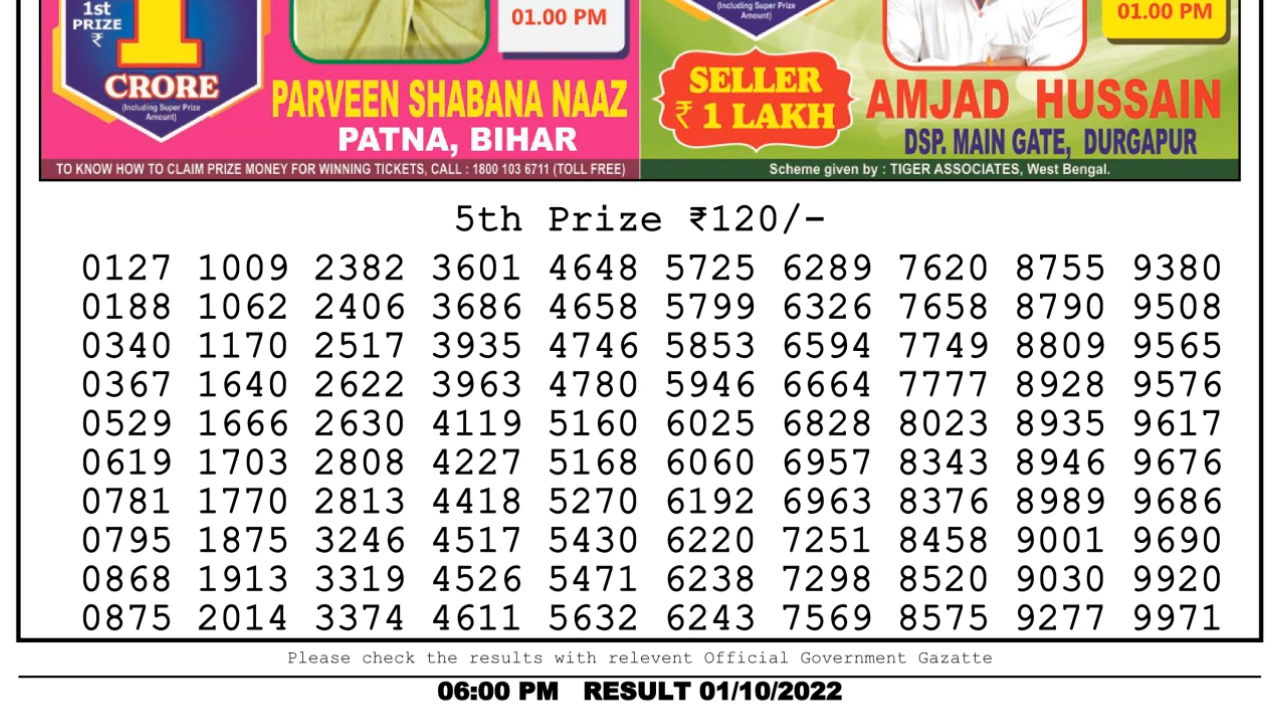 1st
PRIZE
₹
1
CRORE
(Including Super Prize
Amount)
01.00 PM
PARVEEN SHABANA NAAZ
PATNA, BIHAR
TO KNOW HOW TO CLAIM PRIZE MONEY FOR WINNING TICKETS, CALL : 1800 103 6711 (TOLL FREE)
(Including Super Prize
Amount)
01.00 PM
SELLER
₹ 1 LAKH
AMJAD HUSSAIN
DSP. MAIN GATE, DURGAPUR
Scheme given by : TIGER ASSOCIATES, West Bengal.
5th Prize ₹120/-
0127 1009 2382 3601 4648 5725 6289 7620 8755 9380
0188 1062 2406 3686 4658 5799 6326 7658 8790 9508
0340 1170 2517 3935 4746 5853 6594 7749 8809 9565
0367 1640 2622 3963 4780 5946 6664 7777 8928 9576
0529 1666 2630 4119 5160 6025 6828 8023 8935 9617
0619 1703 2808 4227 5168 6060 6957 8343 8946 9676
0781 1770 2813 4418 5270 6192 6963 8376 8989 9686
0795 1875 3246 4517 5430 6220 7251 8458 9001 9690
0868 1913 3319 4526 5471 6238 7298 8520 9030 9920
0875 2014 3374 4611 5632 6243 7569 8575 9277 9971
Please check the results with relevent Official Government Gazatte
06:00 PM RESULT 01/10/2022